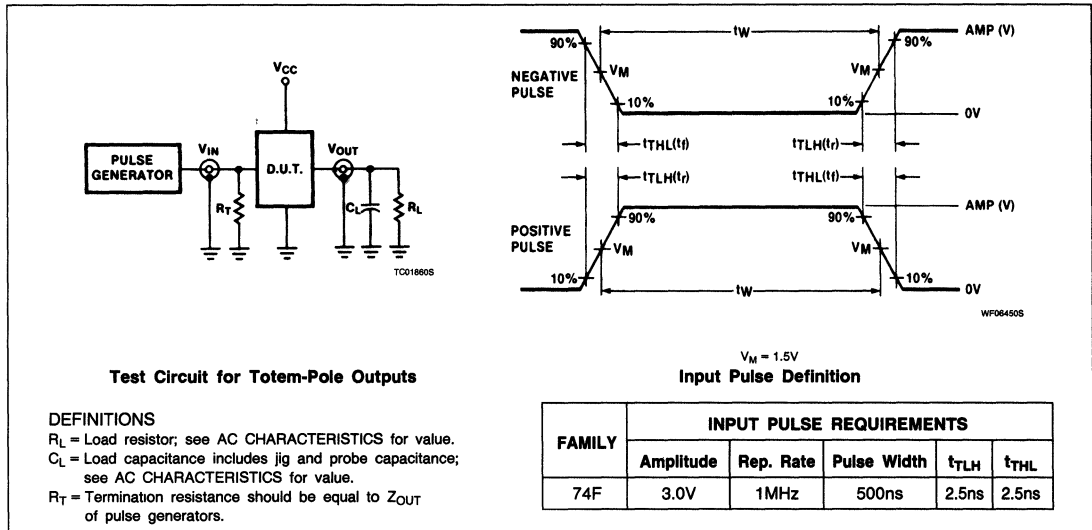 VCC
PULSE
GENERATOR
VIN
RT
D.U.T.
VOUT
CL
RL
TC01860S
Test Circuit for Totem-Pole Outputs
DEFINITIONS
RL = Load resistor; see AC CHARACTERISTICS for value.
CL = Load capacitance includes jig and probe capacitance;
see AC CHARACTERISTICS for value.
RT = Termination resistance should be equal to ZOUT
of pulse generators.
90% tW 90% AMP (V)
NEGATIVE
PULSE
VM VM
10% 10%
0V
tTHL(tf) tTLH(tr)
tTLH(tr) tTHL(tf)
AMP (V)
90% 90%
POSITIVE
PULSE
VM VM
10% 10%
tW 0V
WF06450S
VM = 1.5V
Input Pulse Definition
FAMILY INPUT PULSE REQUIREMENTS
Amplitude Rep. Rate Pulse Width tTLH tTHL
74F 3.0V 1MHz 500ns 2.5ns 2.5ns